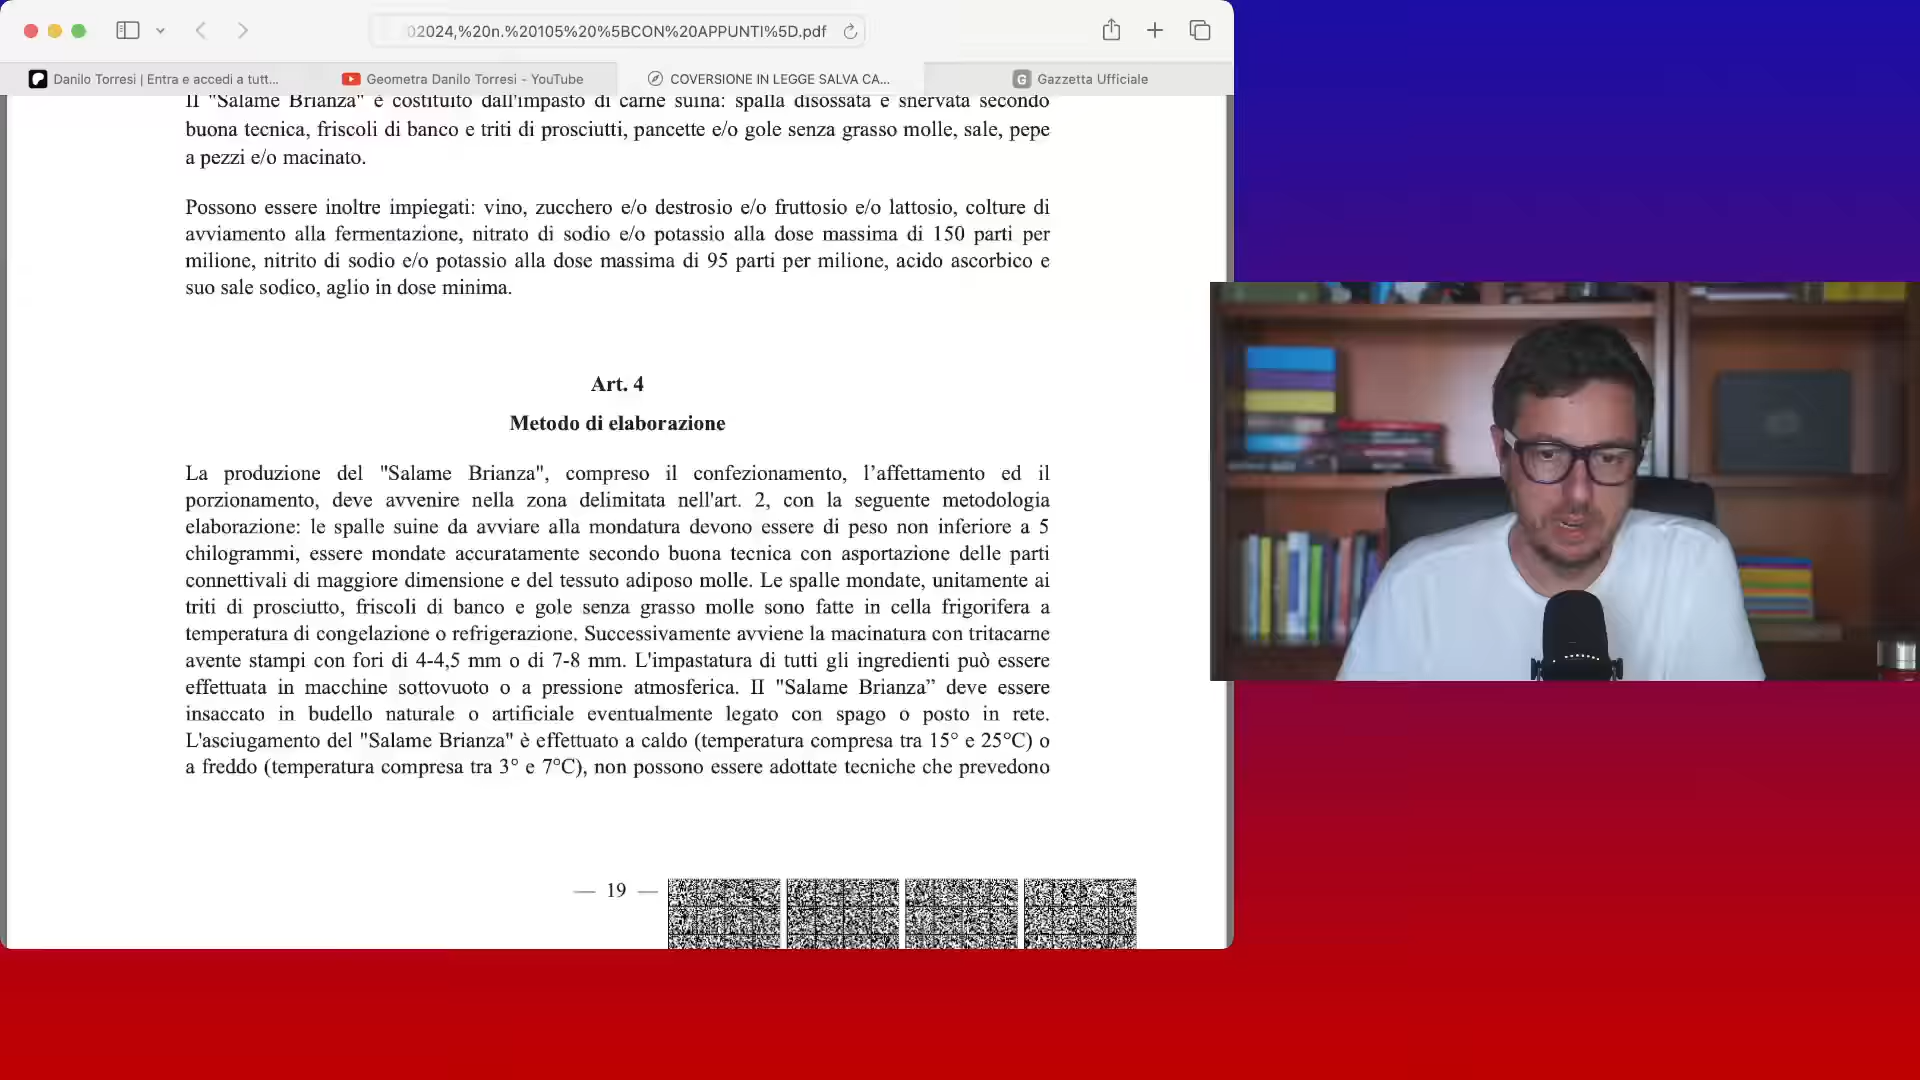 02024,%20n.%20105%20%5BCON%20APPUNTI%5D.pdf
Danilo Torresi | Entra e accedi a tutt...
Geometra Danilo Torresi - YouTube
COVERSIONE IN LEGGE SALVA CA...
G Gazzetta Ufficiale
Il "Salame Brianza" è costituito dall'impasto di carne suina: spalla disossata e snervata secondo
buona tecnica, friscoli di banco e triti di prosciutti, pancette e/o gole senza grasso molle, sale, pepe
a pezzi e/o macinato.
Possono essere inoltre impiegati: vino, zucchero e/o destrosio e/o fruttosio e/o lattosio, colture di
avviamento alla fermentazione, nitrato di sodio e/o potassio alla dose massima di 150 parti per
milione, nitrito di sodio e/o potassio alla dose massima di 95 parti per milione, acido ascorbico e
suo sale sodico, aglio in dose minima.
Art. 4
Metodo di elaborazione
La produzione del "Salame Brianza", compreso il confezionamento, l’affettamento ed il
porzionamento, deve avvenire nella zona delimitata nell'art. 2, con la seguente metodologia
elaborazione: le spalle suine da avviare alla mondatura devono essere di peso non inferiore a 5
chilogrammi, essere mondate accuratamente secondo buona tecnica con asportazione delle parti
connettivali di maggiore dimensione e del tessuto adiposo molle. Le spalle mondate, unitamente ai
triti di prosciutto, friscoli di banco e gole senza grasso molle sono fatte in cella frigorifera a
temperatura di congelazione o refrigerazione. Successivamente avviene la macinatura con tritacarne
avente stampi con fori di 4-4,5 mm o di 7-8 mm. L'impastatura di tutti gli ingredienti può essere
effettuata in macchine sottovuoto o a pressione atmosferica. II "Salame Brianza” deve essere
insaccato in budello naturale o artificiale eventualmente legato con spago o posto in rete.
L'asciugamento del "Salame Brianza" è effettuato a caldo (temperatura compresa tra 15° e 25°C) o
a freddo (temperatura compresa tra 3° e 7°C), non possono essere adottate tecniche che prevedono
— 19 —